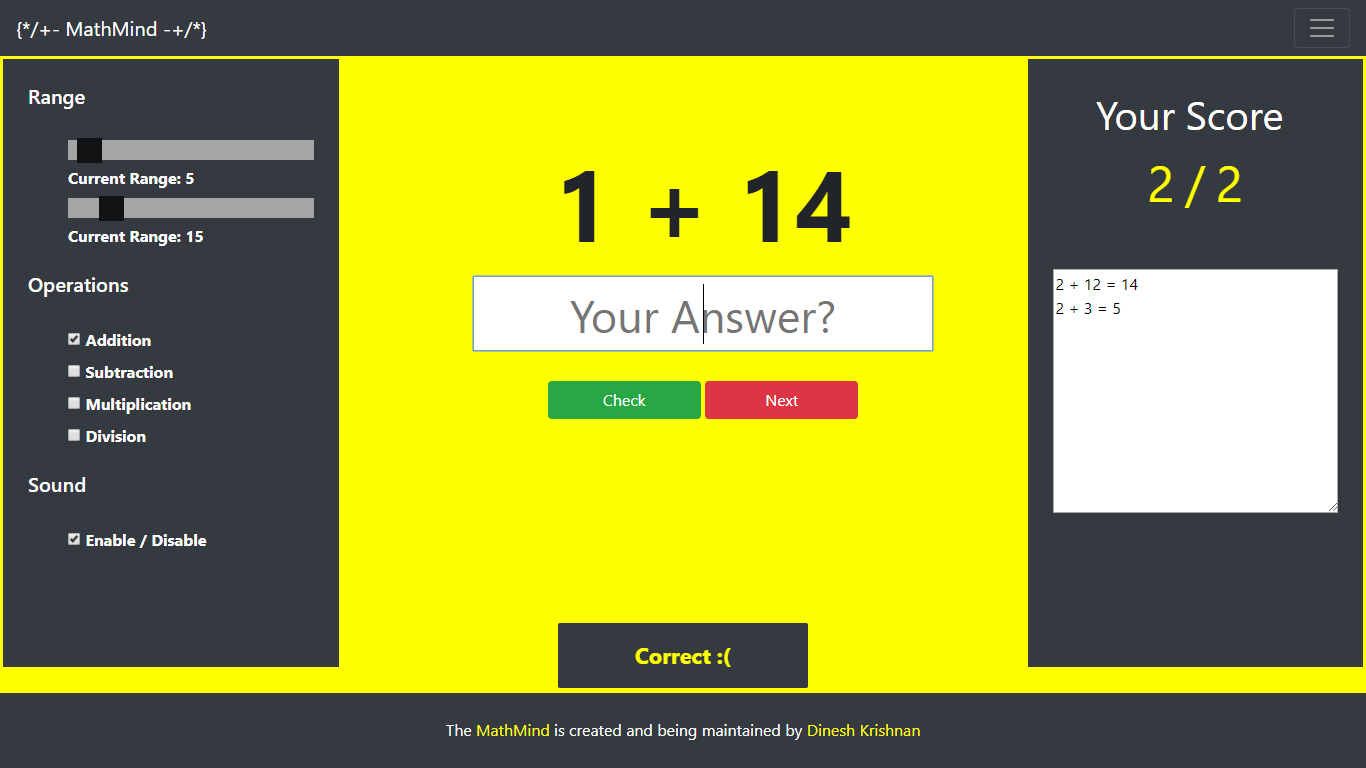 {*/+- MathMind -+/*}
Range
Current Range: 5
Current Range: 15
Operations
Addition
Subtraction
Multiplication
Division
Sound
Enable / Disable
1 + 14
Your Answer?
Check Next
Correct :(
Your Score
2 / 2
2 + 12 = 14
2 + 3 = 5
The MathMind is created and being maintained by Dinesh Krishnan